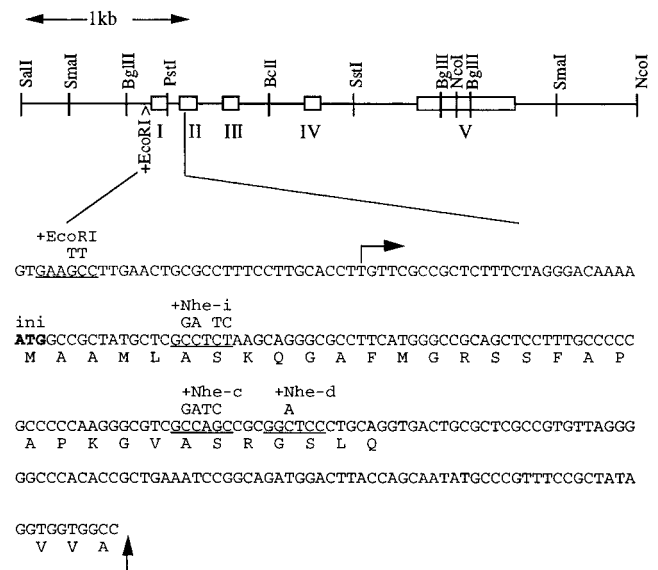 1kb
SalI SmaI BglII PstI BclI SstI BglII NcoI BglII SmaI NcoI
+EcoRI > I II III IV V
+EcoRI
TT
GTGAAGCCTTGAACTGCGCCTTTCCTTGCACCTTGTTCGCCGCTCTTTCTAGGGACAAAA
ini +Nhe-i
GA TC
ATGGCCGCTATGCTCGCCTCTAAGCAGGGCGCCTTCATGGGCCGCAGCTCCTTTGCCCCC
M A A M L A S K Q G A F M G R S S F A P
+Nhe-c +Nhe-d
GATC A
GCCCCCAAGGGCGTCGCCAGCCGCGGCTCCCTGCAGGTGACTGCGCTCGCCGTGTTAGGG
A P K G V A S R G S L Q
GGCCCACACCGCTGAAATCCGGCAGATGGACTTACCAGCAATATGCCCGTTTCCGCTATA
GGTGGTGGCC
V V A